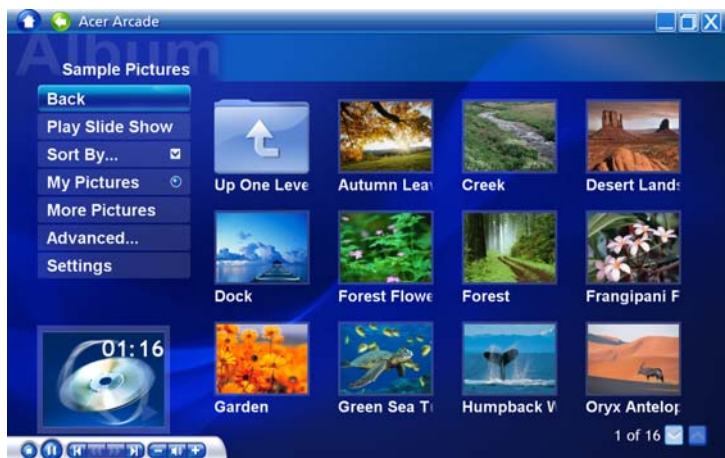 Acer Arcade
Album
Sample Pictures
Back
Play Slide Show
Sort By...
My Pictures
More Pictures
Advanced...
Settings
Up One Leve
Autumn Lea
Creek
Desert Lands
Dock
Forest Flowe
Forest
Frangipani F
Garden
Green Sea T
Humpback W
Oryx Antelop
01:16
1 of 16